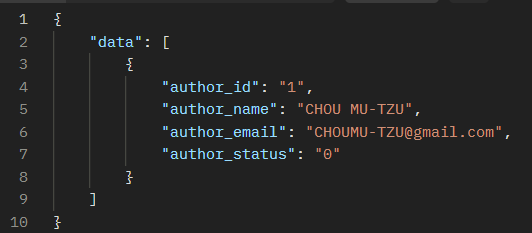 1 {
2     "data": [
3         {
4             "author_id": "1",
5             "author_name": "CHOU MU-TZU",
6             "author_email": "CHOUMU-TZU@gmail.com",
7             "author_status": "0"
8         }
9     ]
10 }